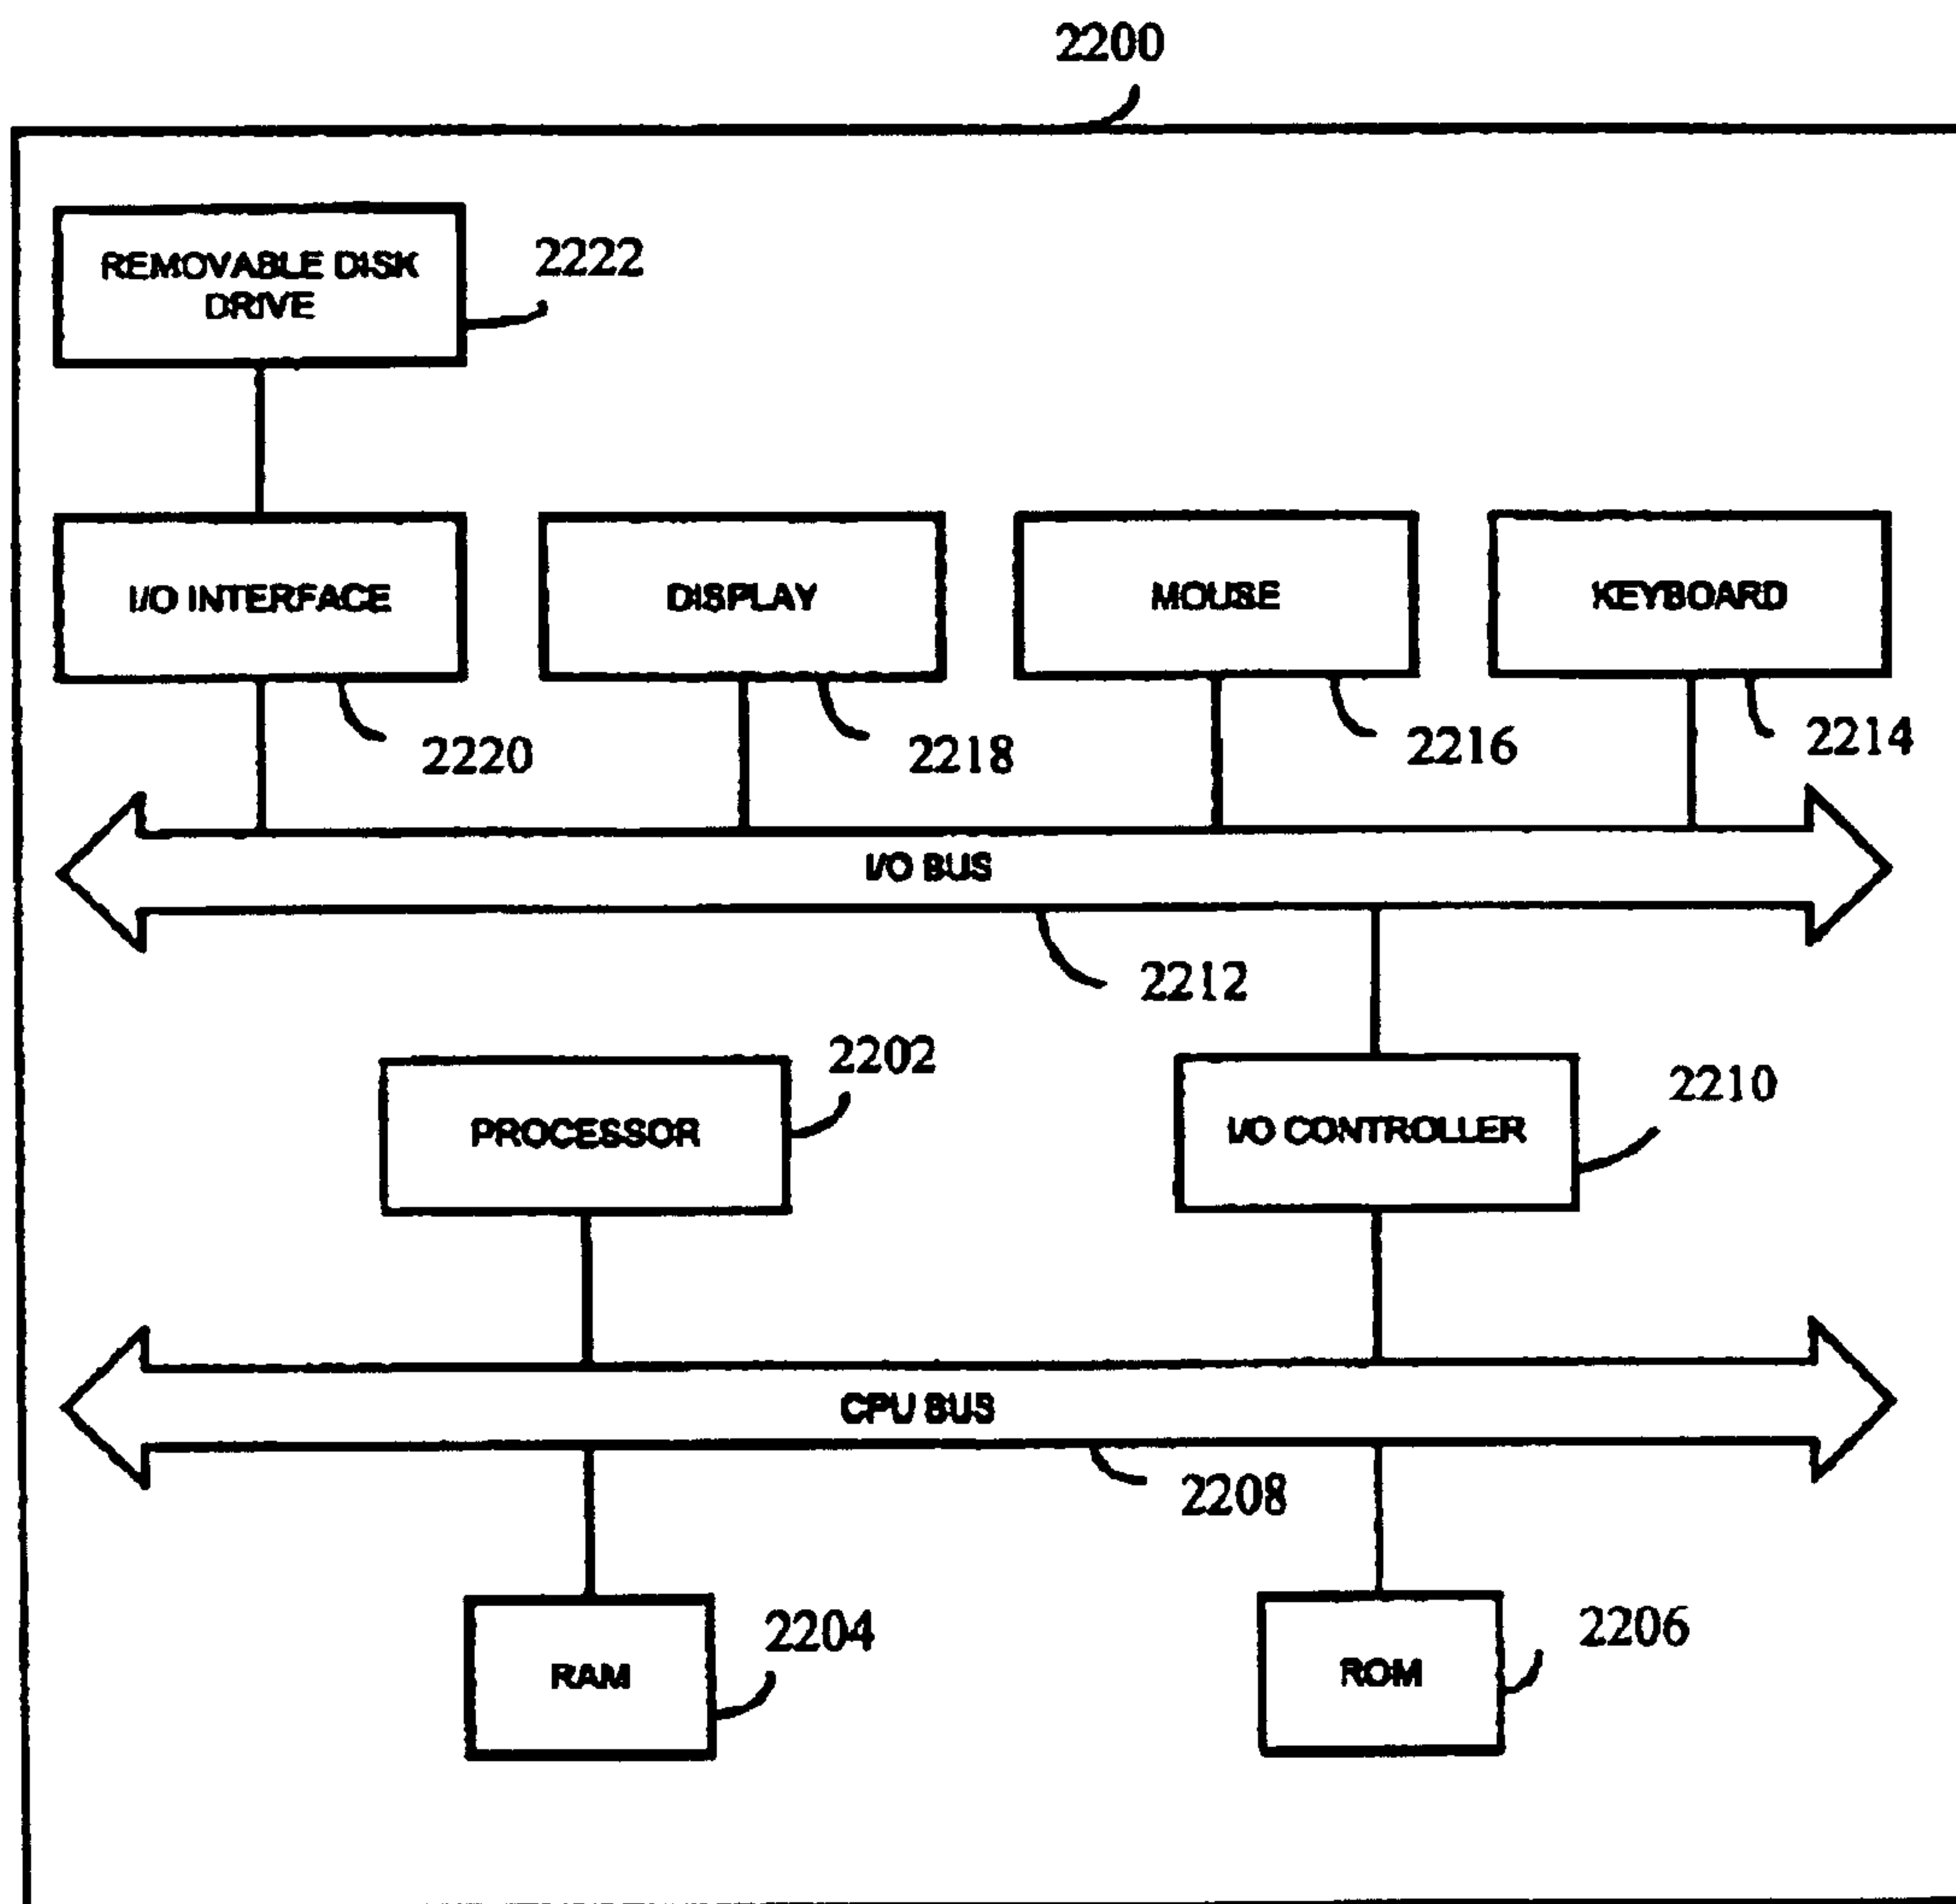 2200
REMOVABLE DISK
DRIVE
2222
I/O INTERFACE
DISPLAY
MOUSE
KEYBOARD
2220
2218
2216
2214
I/O BUS
2212
PROCESSOR
2202
I/O CONTROLLER
2210
CPU BUS
2208
RAM
2204
ROM
2206